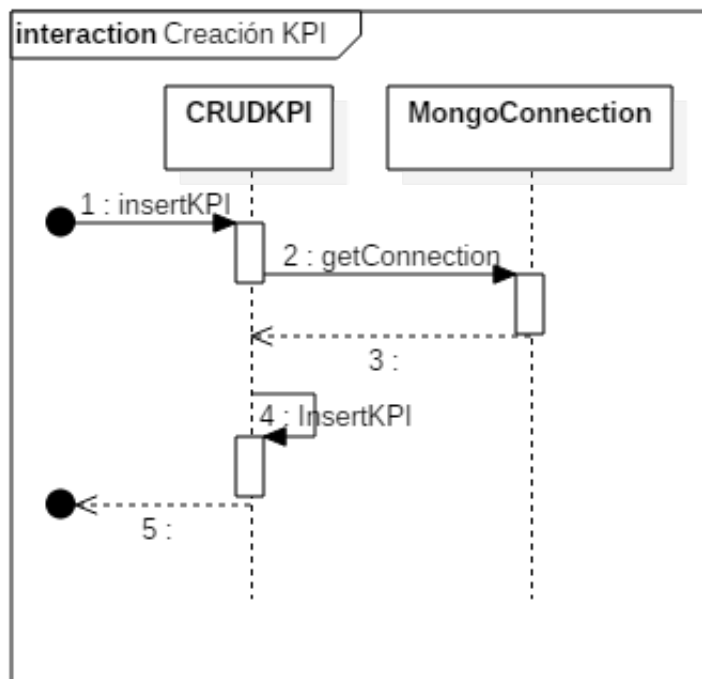 interaction Creación KPI
CRUDKPI
MongoConnection
1 : insertKPI
2 : getConnection
3 :
4 : InsertKPI
5 :